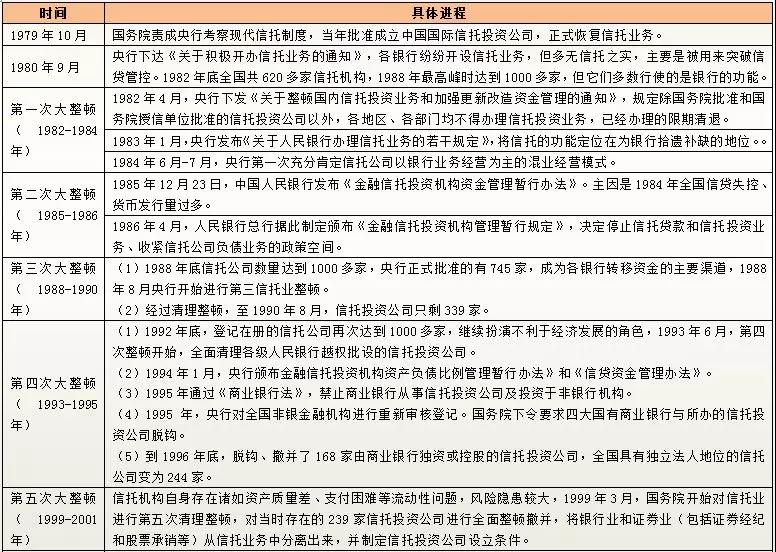 时间 具体进程
1979 年 10 月
国务院责成央行考察现代信托制度，当年批准成立中国国际信托投资公司，正式恢复信托业务。
1980 年 9 月
央行下达《关于积极开办信托业务的通知》，各银行纷纷开设信托业务，但多无信托之实，主要是被用来突破信
贷管控。1982 年底全国共 620 多家信托机构，1988 年最高峰时达到 1000 多家，但它们多数行使的是银行的功能。
第一次大整顿
（ 1982-1984
年）
1982 年 4 月，央行下发《关于整顿国内信托投资业务和加强更新改造资金管理的通知》，规定除国务院批准和国
务院授信单位批准的信托投资公司以外，各地区、各部门均不得办理信托投资业务，已经办理的限期清退。
1983 年 1 月，央行发布《关于人民银行办理信托业务的若干规定》，将信托的功能定位在为银行拾遗补缺的地位。。
1984 年 6 月-7 月，央行第一次充分肯定信托公司以银行业务经营为主的混业经营模式。
第二次大整顿
（ 1985-1986
年）
1985 年 12 月 23 日，中国人民银行发布《金融信托投资机构资金管理暂行办法》。主因是 1984 年全国信贷失控、
货币发行量过多。
1986 年 4 月，人民银行总行据此制定颁布《金融信托投资机构管理暂行规定》，决定停止信托贷款和信托投资业
务、收紧信托公司负债业务的政策空间。
第三次大整顿
（ 1988-1990
年）
（1）1988 年底信托公司数量达到 1000 多家，央行正式批准的有 745 家，成为各银行转移资金的主要渠道，1988
年 8 月央行开始进行第三信托业整顿。
（2）经过清理整顿，至 1990 年 8 月，信托投资公司只剩 339 家。
第四次大整顿
（ 1993-1995
年）
（1）1992 年底，登记在册的信托公司再次达到 1000 多家，继续扮演不利于经济发展的角色，1993 年 6 月，第四
次整顿开始，全面清理各级人民银行越权批设的信托投资公司。
（2）1994 年 1 月，央行颁布金融信托投资机构资产负债比例管理暂行办法》和《信贷资金管理办法》。
（3）1995 年通过《商业银行法》，禁止商业银行从事信托投资公司及投资于非银行机构。
（4）1995 年，央行对全国非银金融机构进行重新审核登记。国务院下令要求四大国有商业银行与所办的信托投
资公司脱钩。
（5）到 1996 年底，脱钩、撤并了 168 家由商业银行独资或控股的信托投资公司，全国具有独立法人地位的信托
公司变为 244 家。
第五次大整顿
（ 1999-2001
年）
信托机构自身存在诸如资产质量差、支付困难等流动性问题，风险隐患较大，1999 年 3 月，国务院开始对信托业
进行第五次清理整顿，对当时存在的 239 家信托投资公司进行全面整顿撤并，将银行业和证券业（包括证券经纪
和股票承销等）从信托业务中分离出来，并制定信托投资公司设立条件。